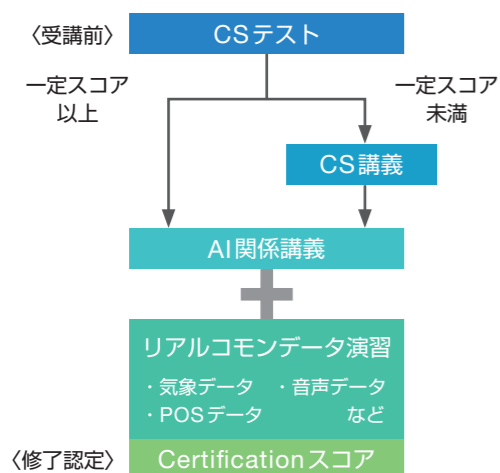 〈受講前〉
CSテスト
一定スコア
以上
一定スコア
未満
CS講義
AI関係講義
リアルコモンデータ演習
・気象データ ・音声データ
・POSデータ など
〈修了認定〉
Certificationスコア